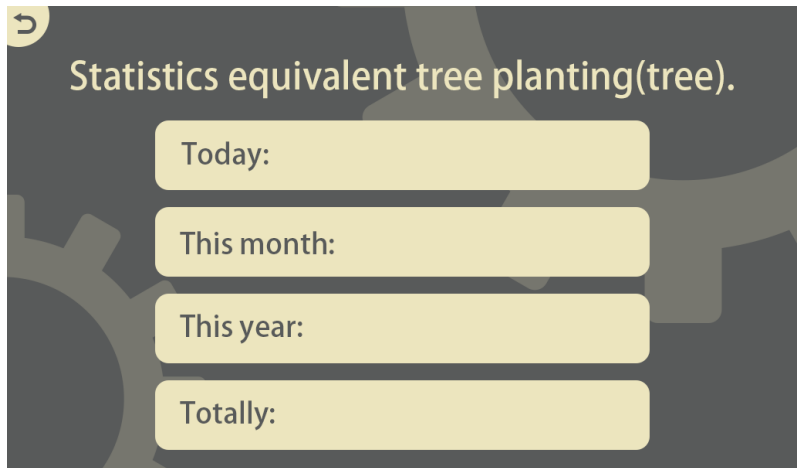 Statistics equivalent tree planting(tree).
Today:
This month:
This year:
Totally: